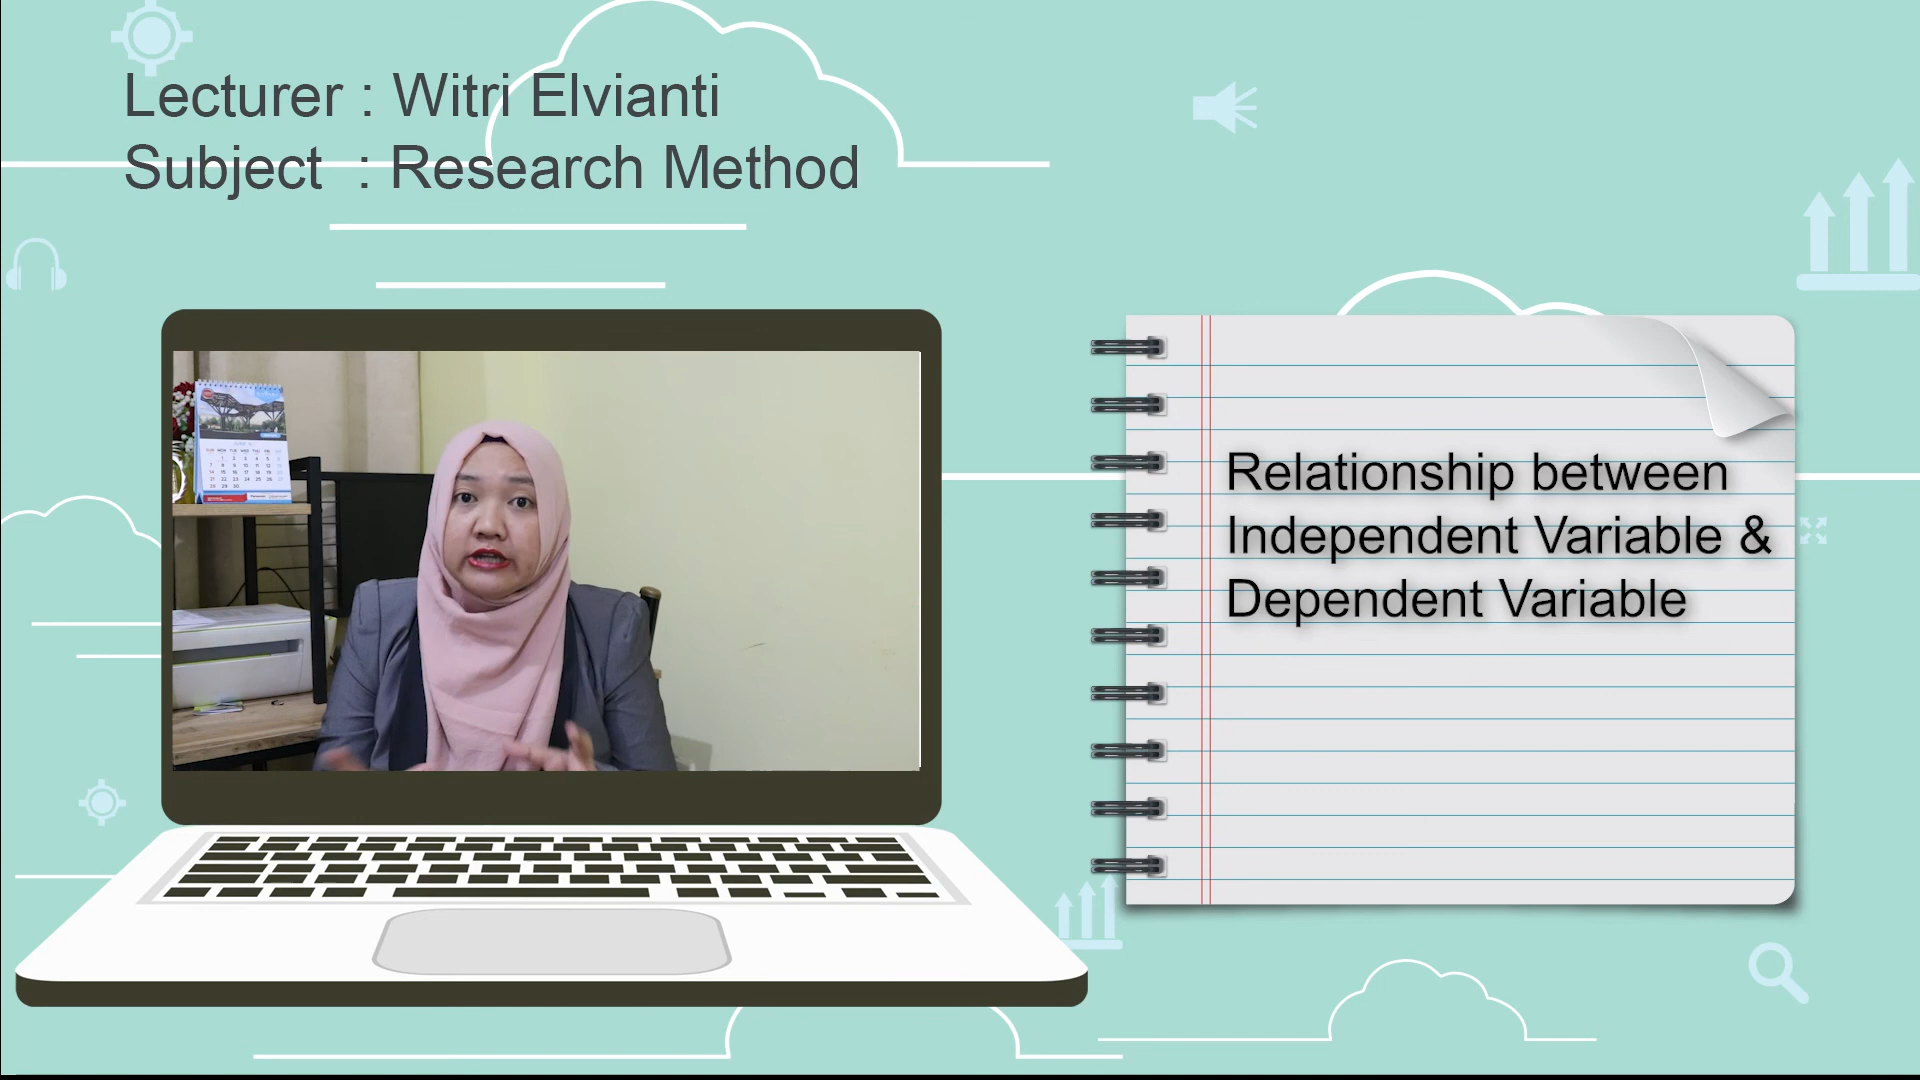 Lecturer : Witri Elvianti
Subject : Research Method
Relationship between
Independent Variable &
Dependent Variable